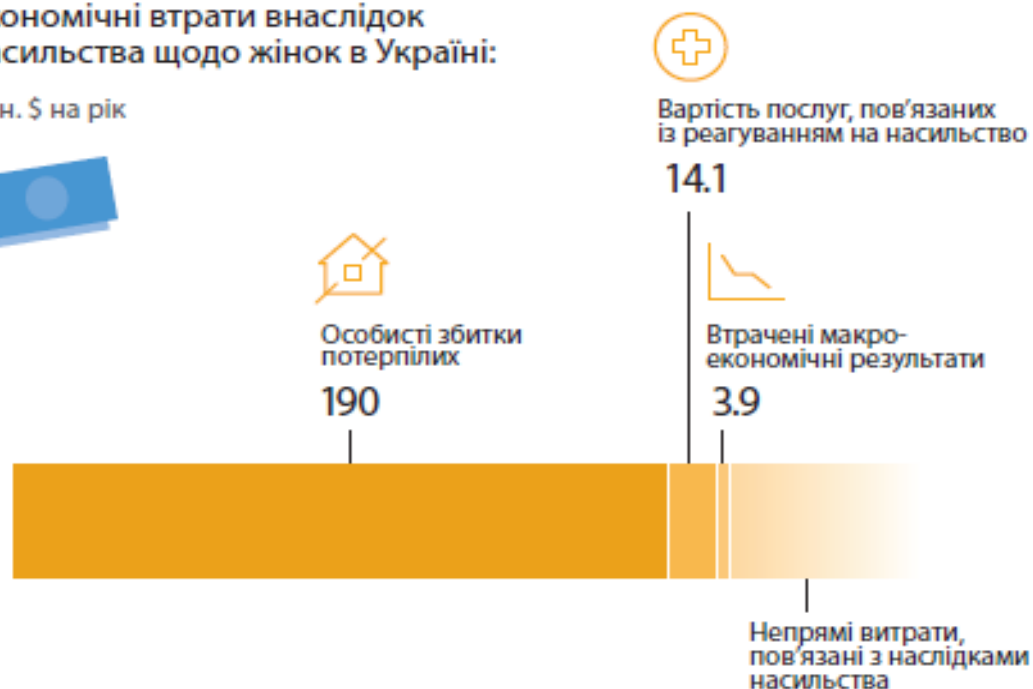 ономічні втрати внаслідок
асильства щодо жінок в Україні:
н. $ на рік
Вартість послуг, пов’язаних
із реагуванням на насильство
14.1
Особисті збитки
потерпілих
190
Втрачені макро-
економічні результати
3.9
Непрямі витрати,
пов’язані з наслідками
насильства